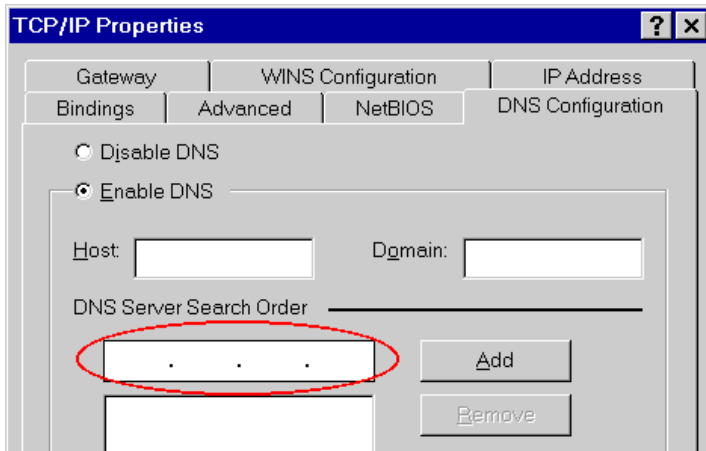 TCP/IP Properties
Gateway WINS Configuration IP Address
Bindings Advanced NetBIOS DNS Configuration
Disable DNS
Enable DNS
Host: Domain:
DNS Server Search Order
. . . Add
Remove